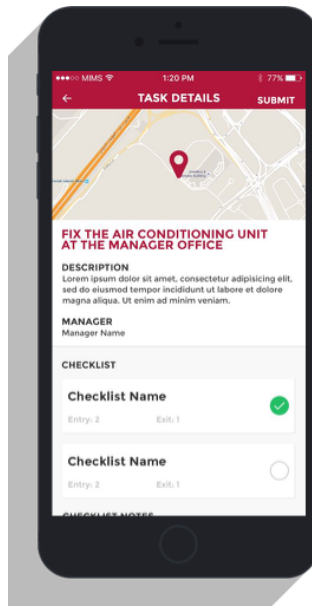 MIMS 1:20 PM 77%
TASK DETAILS SUBMIT
FIX THE AIR CONDITIONING UNIT
AT THE MANAGER OFFICE
DESCRIPTION
Lorem ipsum dolor sit amet, consectetur adipisicing elit,
sed do eiusmod tempor incididunt ut labore et dolore
magna aliqua. Ut enim ad minim veniam.
MANAGER
Manager Name
CHECKLIST
Checklist Name
Entry: 2 Exit: 1
Checklist Name
Entry: 2 Exit: 1
CHECKLIST NOTES